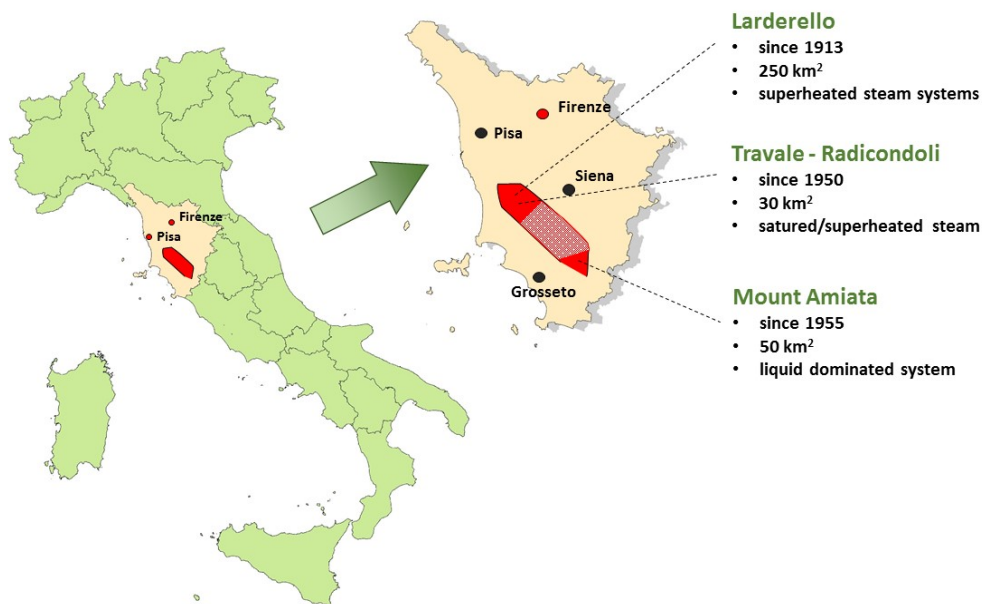 Firenze
Pisa
Firenze
Pisa
Siena
Grosseto
Larderello
• since 1913
• 250 km²
• superheated steam systems
Travale - Radicondoli
• since 1950
• 30 km²
• satured/superheated steam
Mount Amiata
• since 1955
• 50 km²
• liquid dominated system